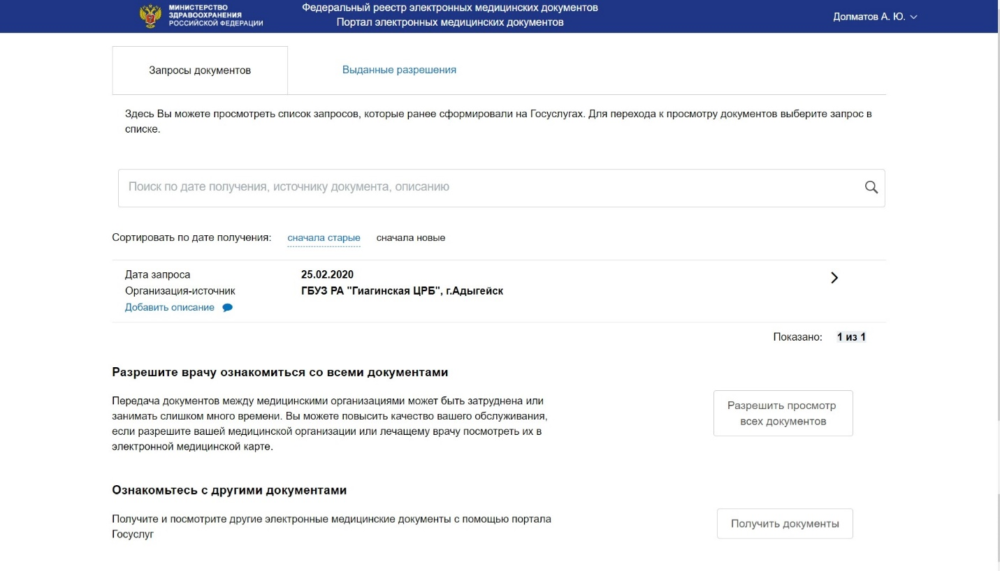 МИНИСТЕРСТВО
ЗДРАВООХРАНЕНИЯ
РОССИЙСКОЙ ФЕДЕРАЦИИ
Федеральный реестр электронных медицинских документов
Портал электронных медицинских документов
Долматов А. Ю.
Запросы документов
Выданные разрешения
Здесь Вы можете просмотреть список запросов, которые ранее сформировали на Госуслугах. Для перехода к просмотру документов выберите запрос в
списке.
Поиск по дате получения, источнику документа, описанию
Сортировать по дате получения: сначала старые сначала новые
Дата запроса 25.02.2020
Организация-источник ГБУЗ РА "Гиагинская ЦРБ", г.Адыгейск
Добавить описание
Показано: 1 из 1
Разрешите врачу ознакомиться со всеми документами
Передача документов между медицинскими организациями может быть затруднена или
занимать слишком много времени. Вы можете повысить качество вашего обслуживания,
если разрешите вашей медицинской организации или лечащему врачу посмотреть их в
электронной медицинской карте.
Разрешить просмотр
всех документов
Ознакомьтесь с другими документами
Получите и посмотрите другие электронные медицинские документы с помощью портала
Госуслуг
Получить документы